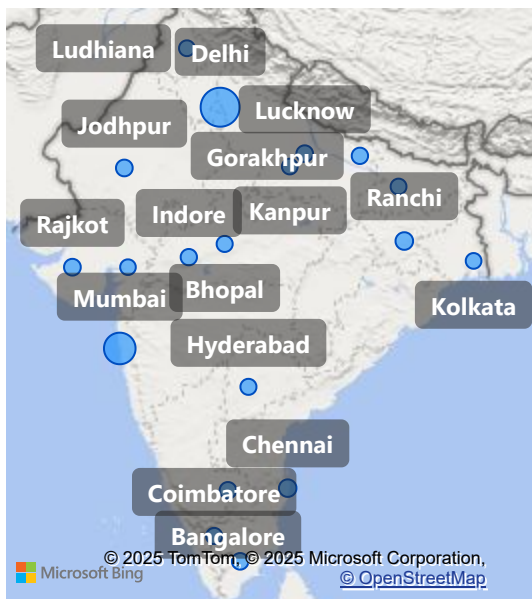 Ludhiana
Delhi
Lucknow
Jodhpur
Gorakhpur
Ranchi
Indore
Kanpur
Rajkot
Mumbai
Bhopal
Kolkata
Hyderabad
Chennai
Coimbatore
Bangalore
© 2025 TomTom, © 2025 Microsoft Corporation,
Microsoft Bing
© OpenStreetMap